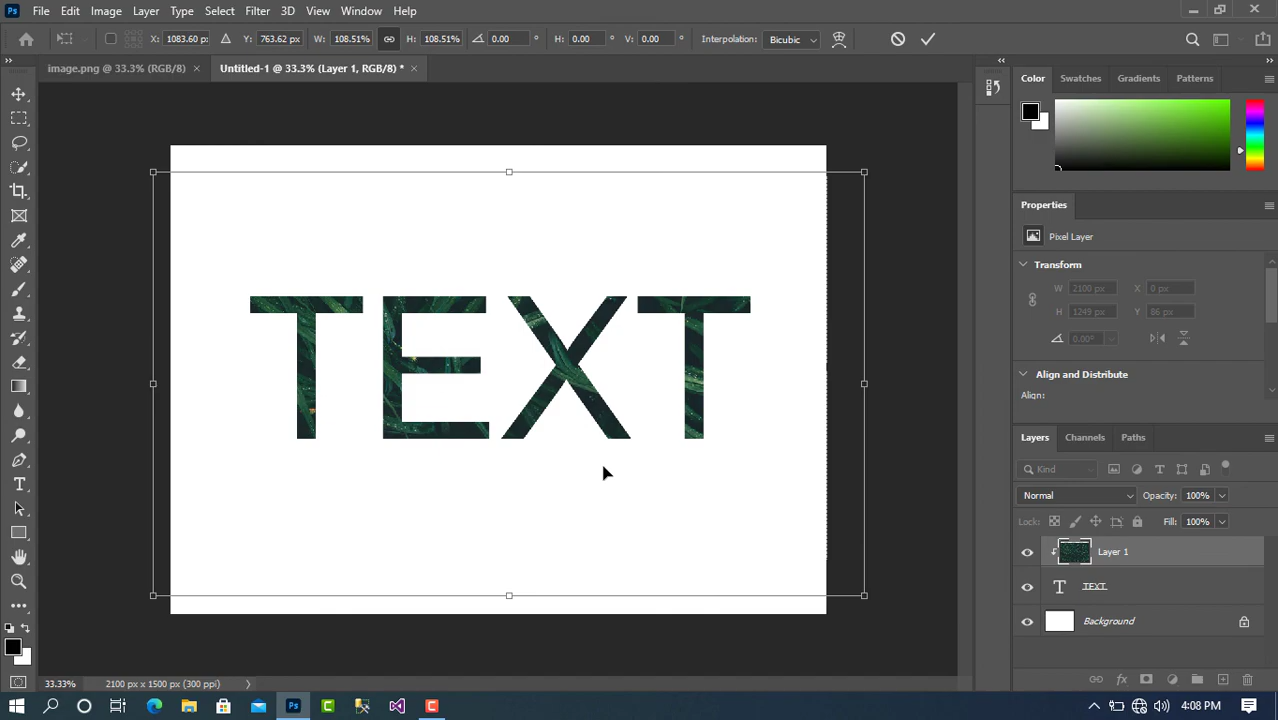 Ps File Edit Image Layer Type Select Filter 3D View Window Help
X: 1083.60 px Y: 763.62 px W: 108.51% H: 108.51% 0.00 ° H: 0.00 ° V: 0.00 ° Interpolation: Bicubic
image.png @ 33.3% (RGB/8) × Untitled-1 @ 33.3% (Layer 1, RGB/8) * ×
Color Swatches Gradients Patterns
Properties
Pixel Layer
Transform
W 2100 px X 0 px
H 1249 px Y 86 px
0.00°
Align and Distribute
Align:
TEXT
Layers Channels Paths
Kind
Normal Opacity: 100%
Lock: Fill: 100%
Layer 1
T TEXT
Background
33.33% 2100 px x 1500 px (300 ppi)
Ps C C 4:08 PM